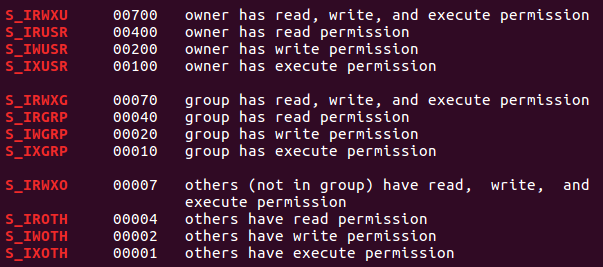 S_IRWXU 00700 owner has read, write, and execute permission
S_IRUSR 00400 owner has read permission
S_IWUSR 00200 owner has write permission
S_IXUSR 00100 owner has execute permission
S_IRWXG 00070 group has read, write, and execute permission
S_IRGRP 00040 group has read permission
S_IWGRP 00020 group has write permission
S_IXGRP 00010 group has execute permission
S_IRWXO 00007 others (not in group) have read, write, and
execute permission
S_IROTH 00004 others have read permission
S_IWOTH 00002 others have write permission
S_IXOTH 00001 others have execute permission